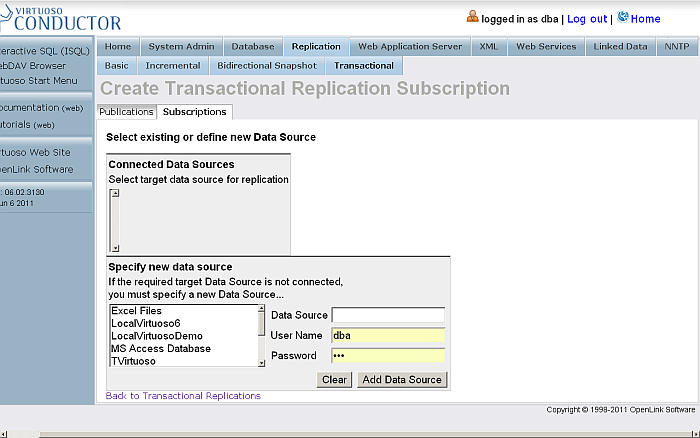 VIRTUOSO
CONDUCTOR
logged in as dba | Log out | Home
teractive SQL (ISQL)
ebDAV Browser
rtuoso Start Menu
ocumentation (web)
utorials (web)
rtuoso Web Site
penLink Software
: 06.02.3130
un 6 2011
Home System Admin Database Replication Web Application Server XML Web Services Linked Data NNTP
Basic Incremental Bidirectional Snapshot Transactional
Create Transactional Replication Subscription
Publications Subscriptions
Select existing or define new Data Source
Connected Data Sources
Select target data source for replication
Specify new data source
If the required target Data Source is not connected,
you must specify a new Data Source...
Excel Files
LocalVirtuoso6
LocalVirtuosoDemo
MS Access Database
TVirtuoso
Data Source
User Name dba
Password •••
Clear Add Data Source
Back to Transactional Replications
Copyright © 1998-2011 OpenLink Software